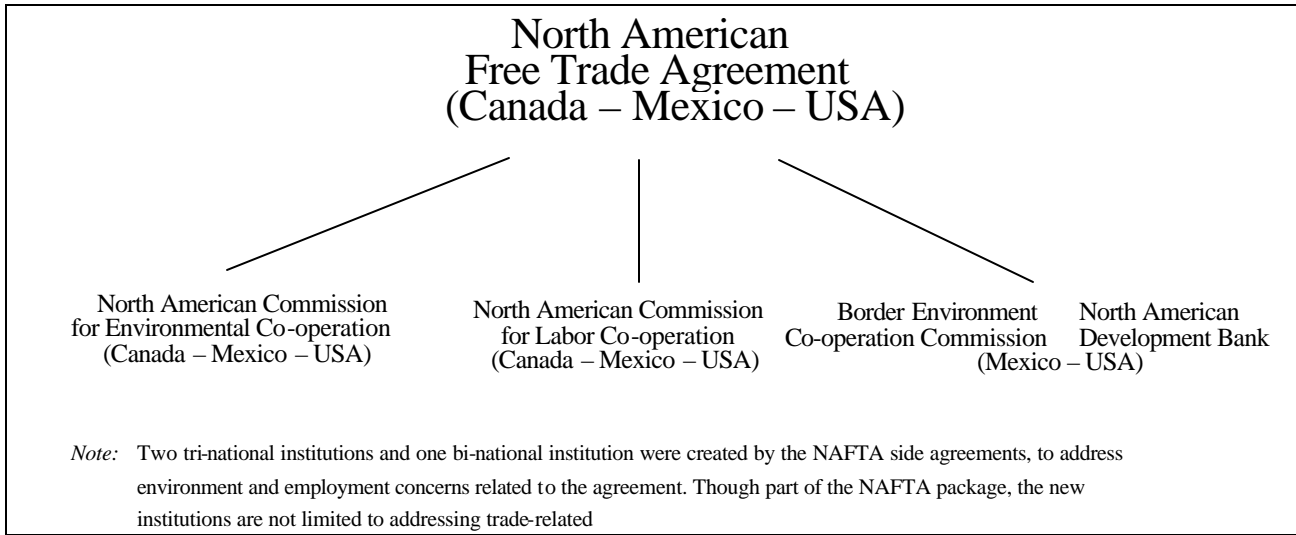 North American
Free Trade Agreement
(Canada – Mexico – USA)
North American Commission
for Environmental Co-operation
(Canada – Mexico – USA)
North American Commission
for Labor Co-operation
(Canada – Mexico – USA)
Border Environment
Co-operation Commission
North American
Development Bank
(Mexico – USA)
Note: Two tri-national institutions and one bi-national institution were created by the NAFTA side agreements, to address
environment and employment concerns related to the agreement. Though part of the NAFTA package, the new
institutions are not limited to addressing trade-related